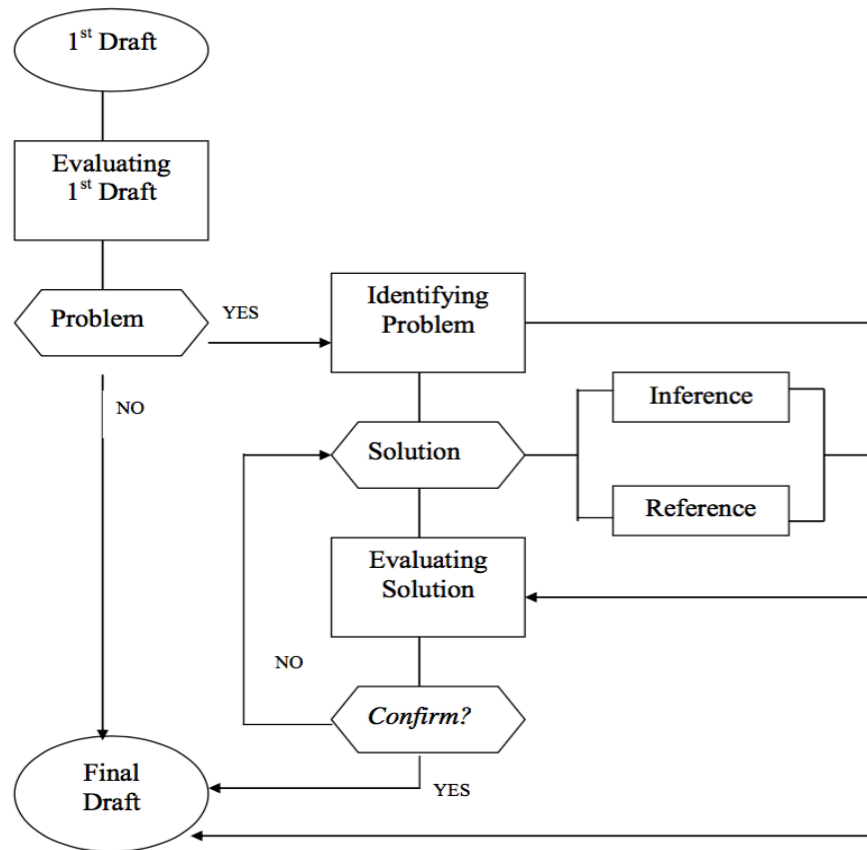 1st Draft
Evaluating
1st Draft
Problem
YES
Identifying
Problem
NO
Inference
Solution
Reference
Evaluating
Solution
NO
Confirm?
YES
Final
Draft